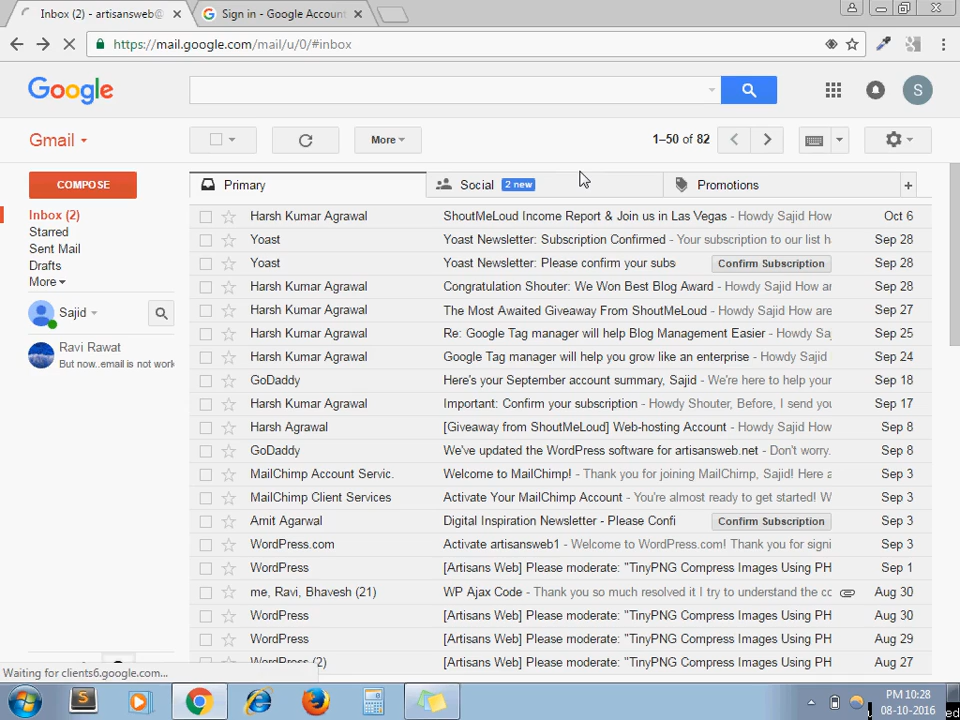 Inbox (2) - artisansweb@
Sign in - Google Account
https://mail.google.com/mail/u/0/#inbox
Google
S
Gmail
More
1–50 of 82
COMPOSE
Primary
Social 2 new
Promotions
+
Inbox (2)
Starred
Sent Mail
Drafts
More
Sajid
Ravi Rawat
But now..email is not work
Harsh Kumar Agrawal ShoutMeLoud Income Report & Join us in Las Vegas - Howdy Sajid How Oct 6
Yoast Yoast Newsletter: Subscription Confirmed - Your subscription to our list h Sep 28
Yoast Yoast Newsletter: Please confirm your subs Confirm Subscription Sep 28
Harsh Kumar Agrawal Congratulation Shouter: We Won Best Blog Award - Howdy Sajid How ar Sep 28
Harsh Kumar Agrawal The Most Awaited Giveaway From ShoutMeLoud - Howdy Sajid How are Sep 27
Harsh Kumar Agrawal Re: Google Tag manager will help Blog Management Easier - Howdy Sa Sep 25
Harsh Kumar Agrawal Google Tag manager will help you grow like an enterprise - Howdy Sajid Sep 24
GoDaddy Here's your September account summary, Sajid - We're here to help your Sep 18
Harsh Kumar Agrawal Important: Confirm your subscription - Howdy Shouter, Before, I send you Sep 17
Harsh Agrawal [Giveaway from ShoutMeLoud] Web-hosting Account - Howdy Sajid How Sep 8
GoDaddy We've updated the WordPress software for artisansweb.net - Don't worry. Sep 8
MailChimp Account Servic. Welcome to MailChimp! - Thank you for joining MailChimp, Sajid! Here a Sep 3
MailChimp Client Services Activate Your MailChimp Account - You're almost ready to get started! W Sep 3
Amit Agarwal Digital Inspiration Newsletter - Please Confi Confirm Subscription Sep 3
WordPress.com Activate artisansweb1 - Welcome to WordPress.com! Thank you for signi Sep 3
WordPress [Artisans Web] Please moderate: "TinyPNG Compress Images Using PH Sep 1
me, Ravi, Bhavesh (21) WP Ajax Code - Thank you so much resolved it I try to understand the co Aug 30
WordPress [Artisans Web] Please moderate: "TinyPNG Compress Images Using PH Aug 30
WordPress [Artisans Web] Please moderate: "TinyPNG Compress Images Using PH Aug 29
WordPress (2) [Artisans Web] Please moderate: "TinyPNG Compress Images Using PH Aug 27
Waiting for clients6.google.com...
PM 10:28
08-10-2016